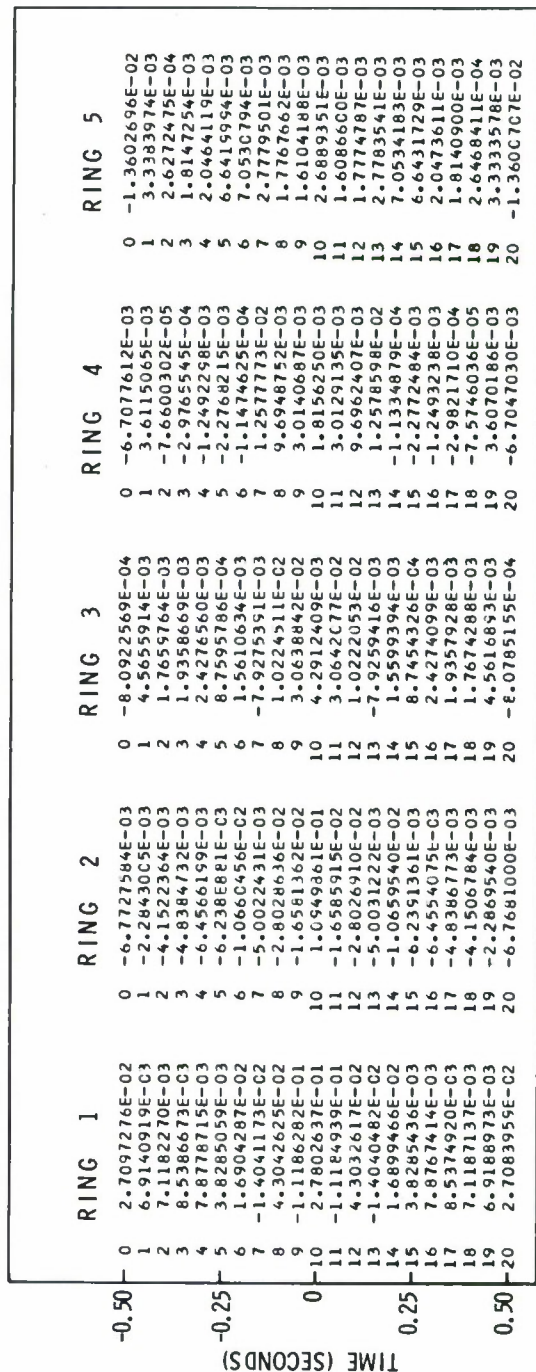 RING 1 RING 2 RING 3 RING 4 RING 5
-0.50 0 2.7097276E-02 0 -6.7727584E-03 0 -8.0922569E-04 0 -6.7077612E-03 0 -1.3602696E-02
1 6.9140919E-C3 1 -2.28430C5E-03 1 4.5655914E-03 1 3.6115065E-03 1 3.3383974E-03
2 7.1182270E-03 2 -4.1522364E-03 2 1.7659764E-03 2 -7.6600302E-05 2 2.6272475E-04
3 8.5386673E-C3 3 -4.8384732E-03 3 1.9358669E-03 3 -2.9765545E-04 3 1.8147254E-03
4 7.8778715E-03 4 -6.4566199E-03 4 2.4276560E-03 4 -1.2492298E-03 4 2.0464119E-03
-0.25 5 3.8285059E-03 5 -6.238E881E-C3 5 8.7595786E-04 5 -2.2768215E-03 5 6.6419994E-03
6 1.6904287E-02 6 -1.0660456E-C2 6 1.5610634E-03 6 -1.1474625E-04 6 7.0530794E-03
7 -1.4041173E-C2 7 -5.0022431E-03 7 -7.9275391E-03 7 1.2577773E-02 7 2.7779501E-03
8 4.3042625E-02 8 -2.8028636E-02 8 1.0224511E-C2 8 9.6948752E-03 8 1.7767662E-03
9 -1.1186282E-01 9 -1.6581362E-02 9 3.0638842E-02 9 3.0140687E-03 9 1.6104188E-03
0 10 2.7802637E-01 10 1.0949861E-01 10 4.2912409E-03 10 1.8156250E-03 10 2.6889351E-03
11 -1.1184939E-01 11 -1.6585915E-02 11 3.0642C77E-02 11 3.0129135E-03 11 1.60866C0E-03
12 4.3032617E-02 12 -2.8026910E-02 12 1.0222053E-02 12 9.6962407E-03 12 1.7774787E-03
13 -1.4040482E-C2 13 -5.0031222E-03 13 -7.9259416E-03 13 1.2578598E-02 13 2.7783541E-03
14 1.6899466E-02 14 -1.0659540E-02 14 1.5599394E-03 14 -1.1334879E-04 14 7.0534183E-03
0.25 15 3.8285436E-03 15 -6.2391361E-03 15 8.7454326E-C4 15 -2.2772484E-03 15 6.6431729E-03
16 7.8767414E-03 16 -6.4554075E-C3 16 2.4274099E-03 16 -1.2493238E-03 16 2.0473611E-03
17 8.5374920E-C3 17 -4.8386773E-03 17 1.9357928E-03 17 -2.9821710E-04 17 1.8140900E-03
18 7.1187137E-03 18 -4.1506784E-03 18 1.7674288E-03 18 -7.5746036E-05 18 2.6468411E-04
19 6.9188973E-03 19 -2.2869540E-03 19 4.5616893E-03 19 3.6070186E-03 19 3.3333578E-03
0.50 20 2.7083959E-C2 20 -6.7681000E-03 20 -8.0785155E-04 20 -6.7047030E-03 20 -1.360C7C7E-02
TIME (SECONDS)